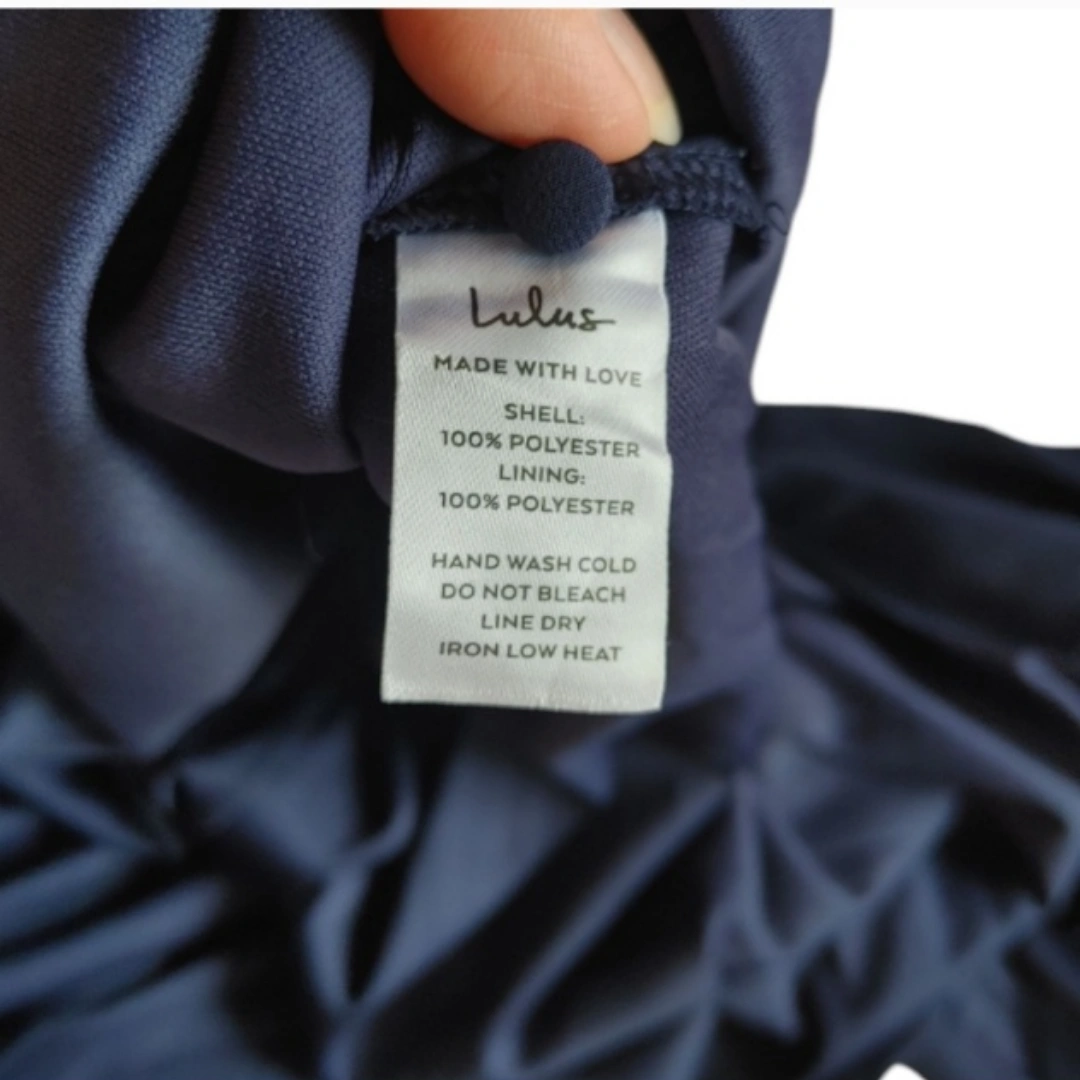 Lulus
MADE WITH LOVE
SHELL:
100% POLYESTER
LINING:
100% POLYESTER
HAND WASH COLD
DO NOT BLEACH
LINE DRY
IRON LOW HEAT